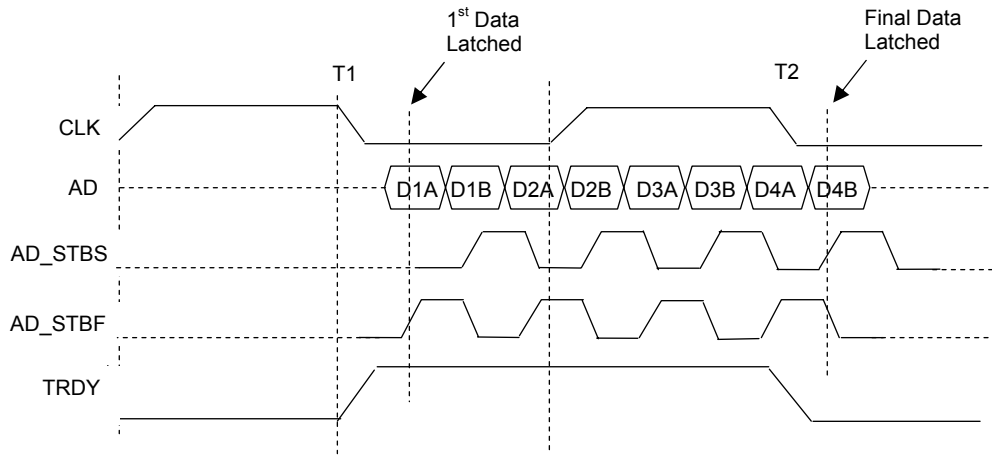 1st Data
Latched
Final Data
Latched
T1
T2
CLK
AD
D1A D1B D2A D2B D3A D3B D4A D4B
AD_STBS
AD_STBF
TRDY